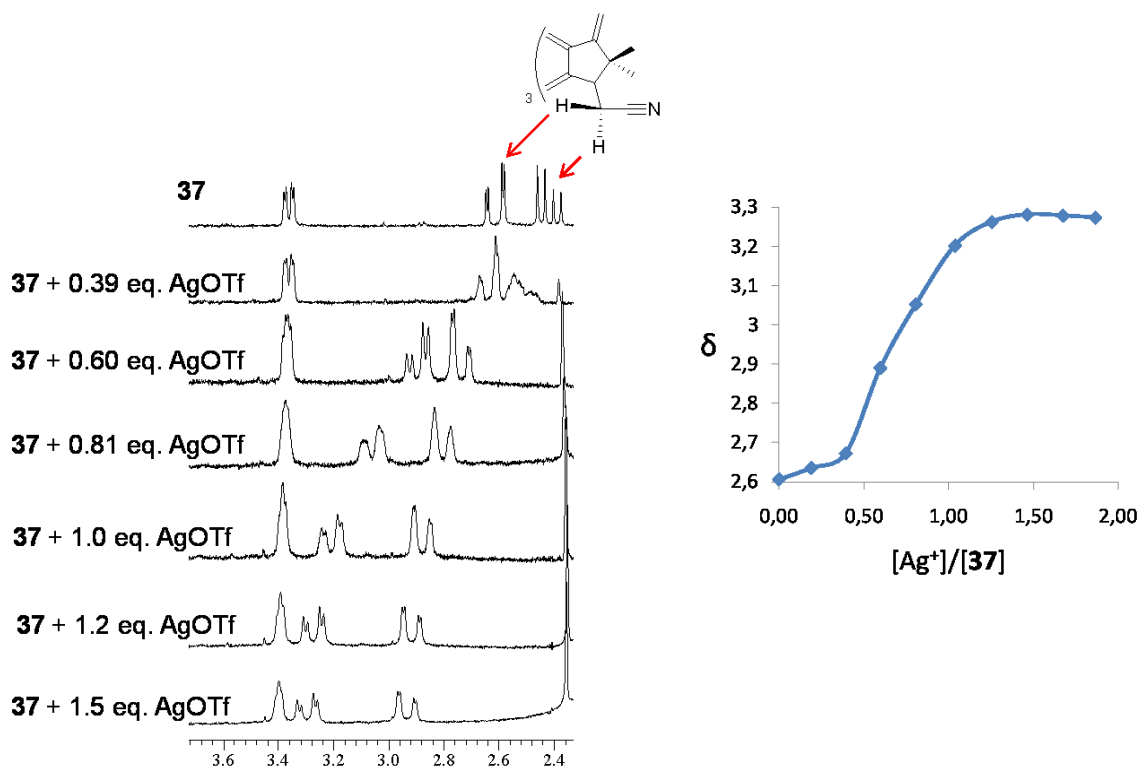 3
H
N
H
37
37 + 0.39 eq. AgOTf
37 + 0.60 eq. AgOTf
37 + 0.81 eq. AgOTf
37 + 1.0 eq. AgOTf
37 + 1.2 eq. AgOTf
37 + 1.5 eq. AgOTf
3.6 3.4 3.2 3.0 2.8 2.6 2.4
3,3
3,2
3,1
3
2,9
2,8
2,7
2,6
δ
0,00 0,50 1,00 1,50 2,00
[Ag⁺]/[37]